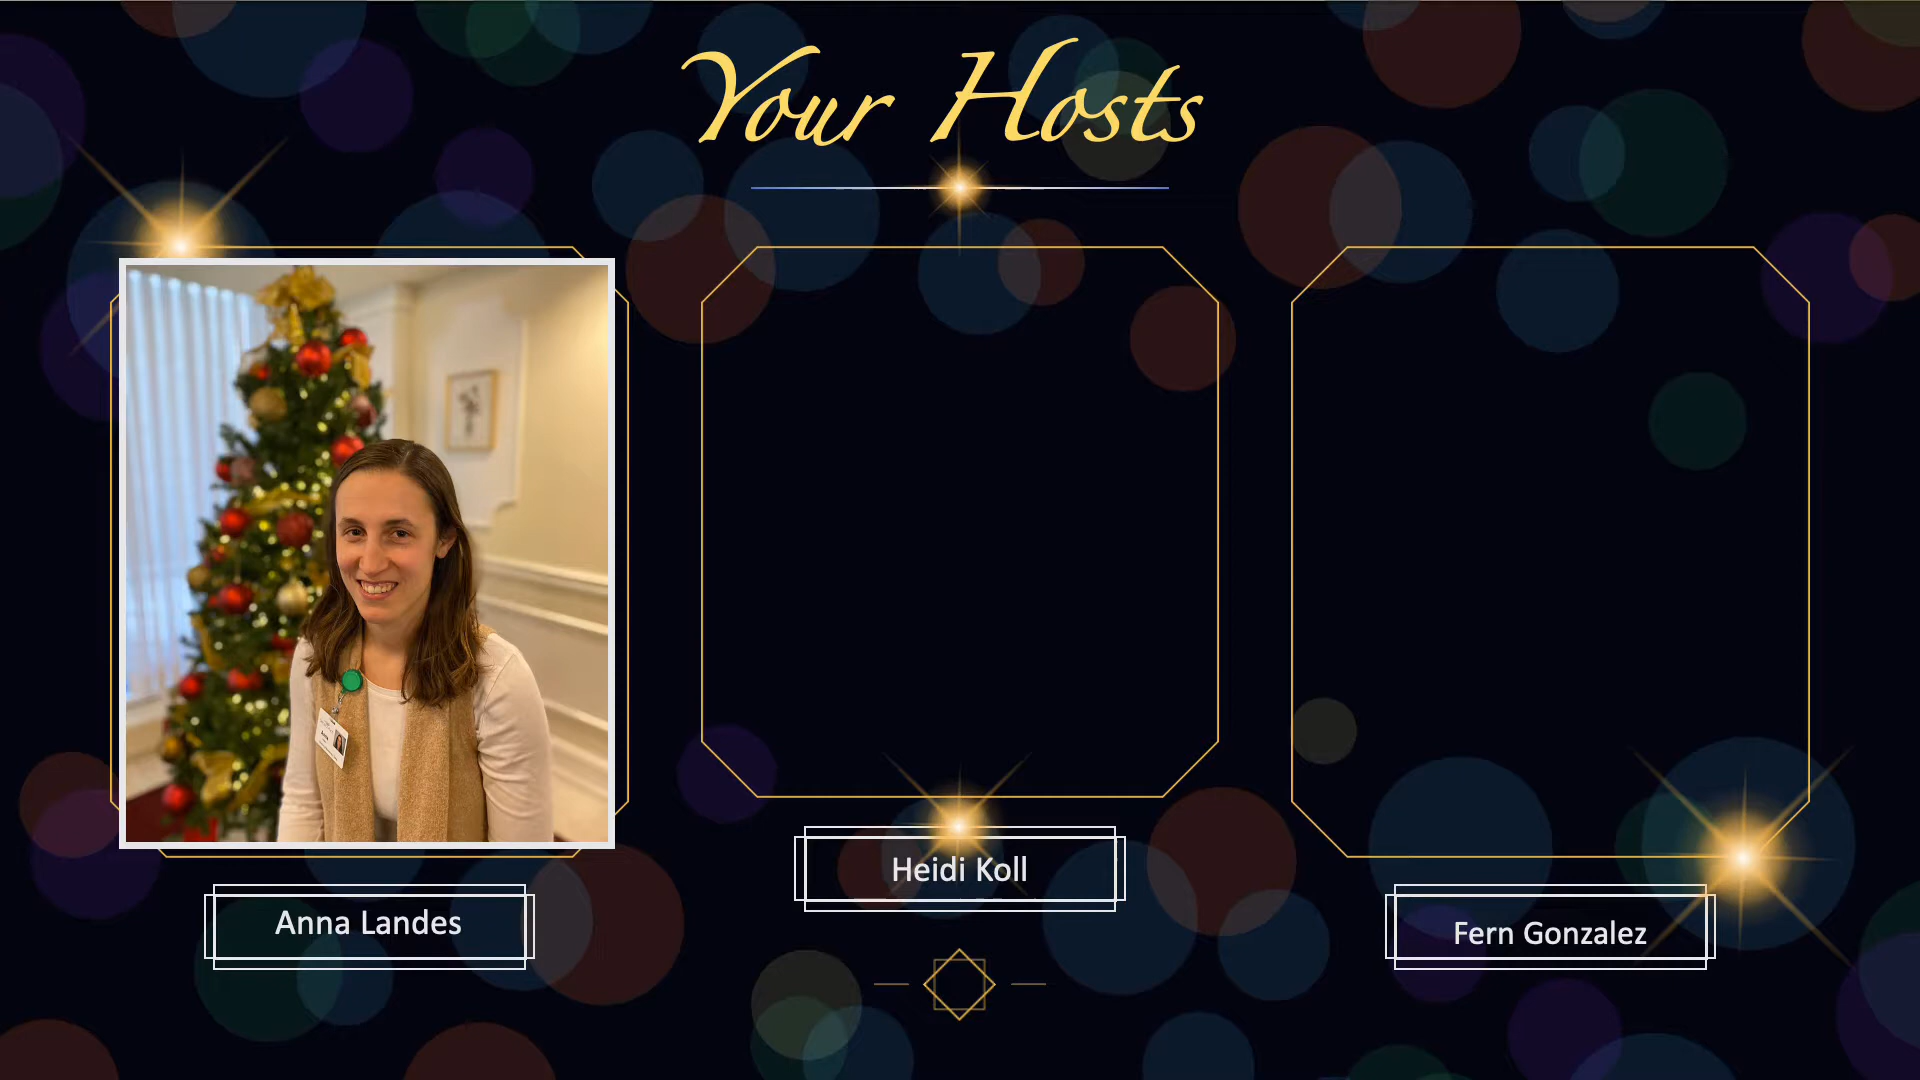 Your Hosts
Anna Landes
Heidi Koll
Fern Gonzalez